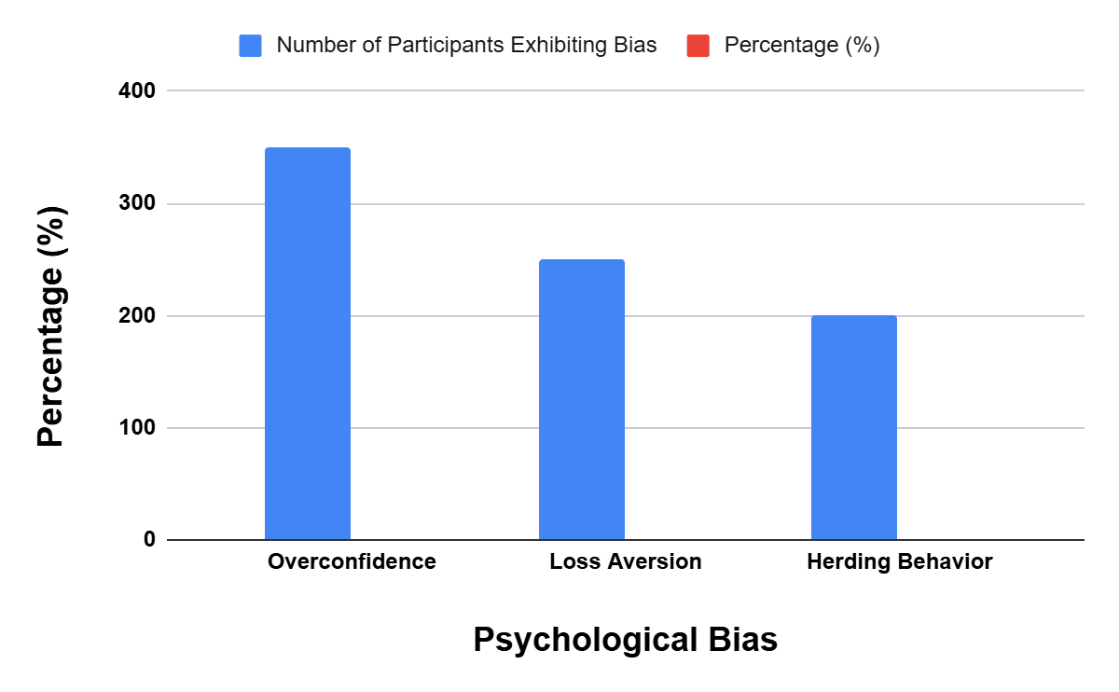 Number of Participants Exhibiting Bias Percentage (%)
400
300
200
100
0
Percentage (%)
Overconfidence Loss Aversion Herding Behavior
Psychological Bias